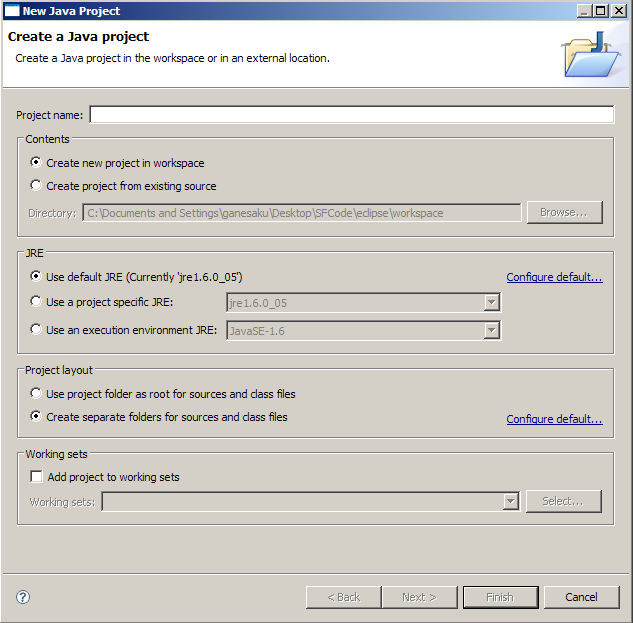 New Java Project
Create a Java project
Create a Java project in the workspace or in an external location.
Project name:
Contents
Create new project in workspace
Create project from existing source
Directory: C:\Documents and Settings\ganesaku\Desktop\SFCode\eclipse\workspace Browse...
JRE
Use default JRE (Currently 'jre1.6.0_05') Configure default...
Use a project specific JRE: jre1.6.0_05
Use an execution environment JRE: JavaSE-1.6
Project layout
Use project folder as root for sources and class files
Create separate folders for sources and class files Configure default...
Working sets
Add project to working sets
Working sets: Select...
? < Back Next > Finish Cancel